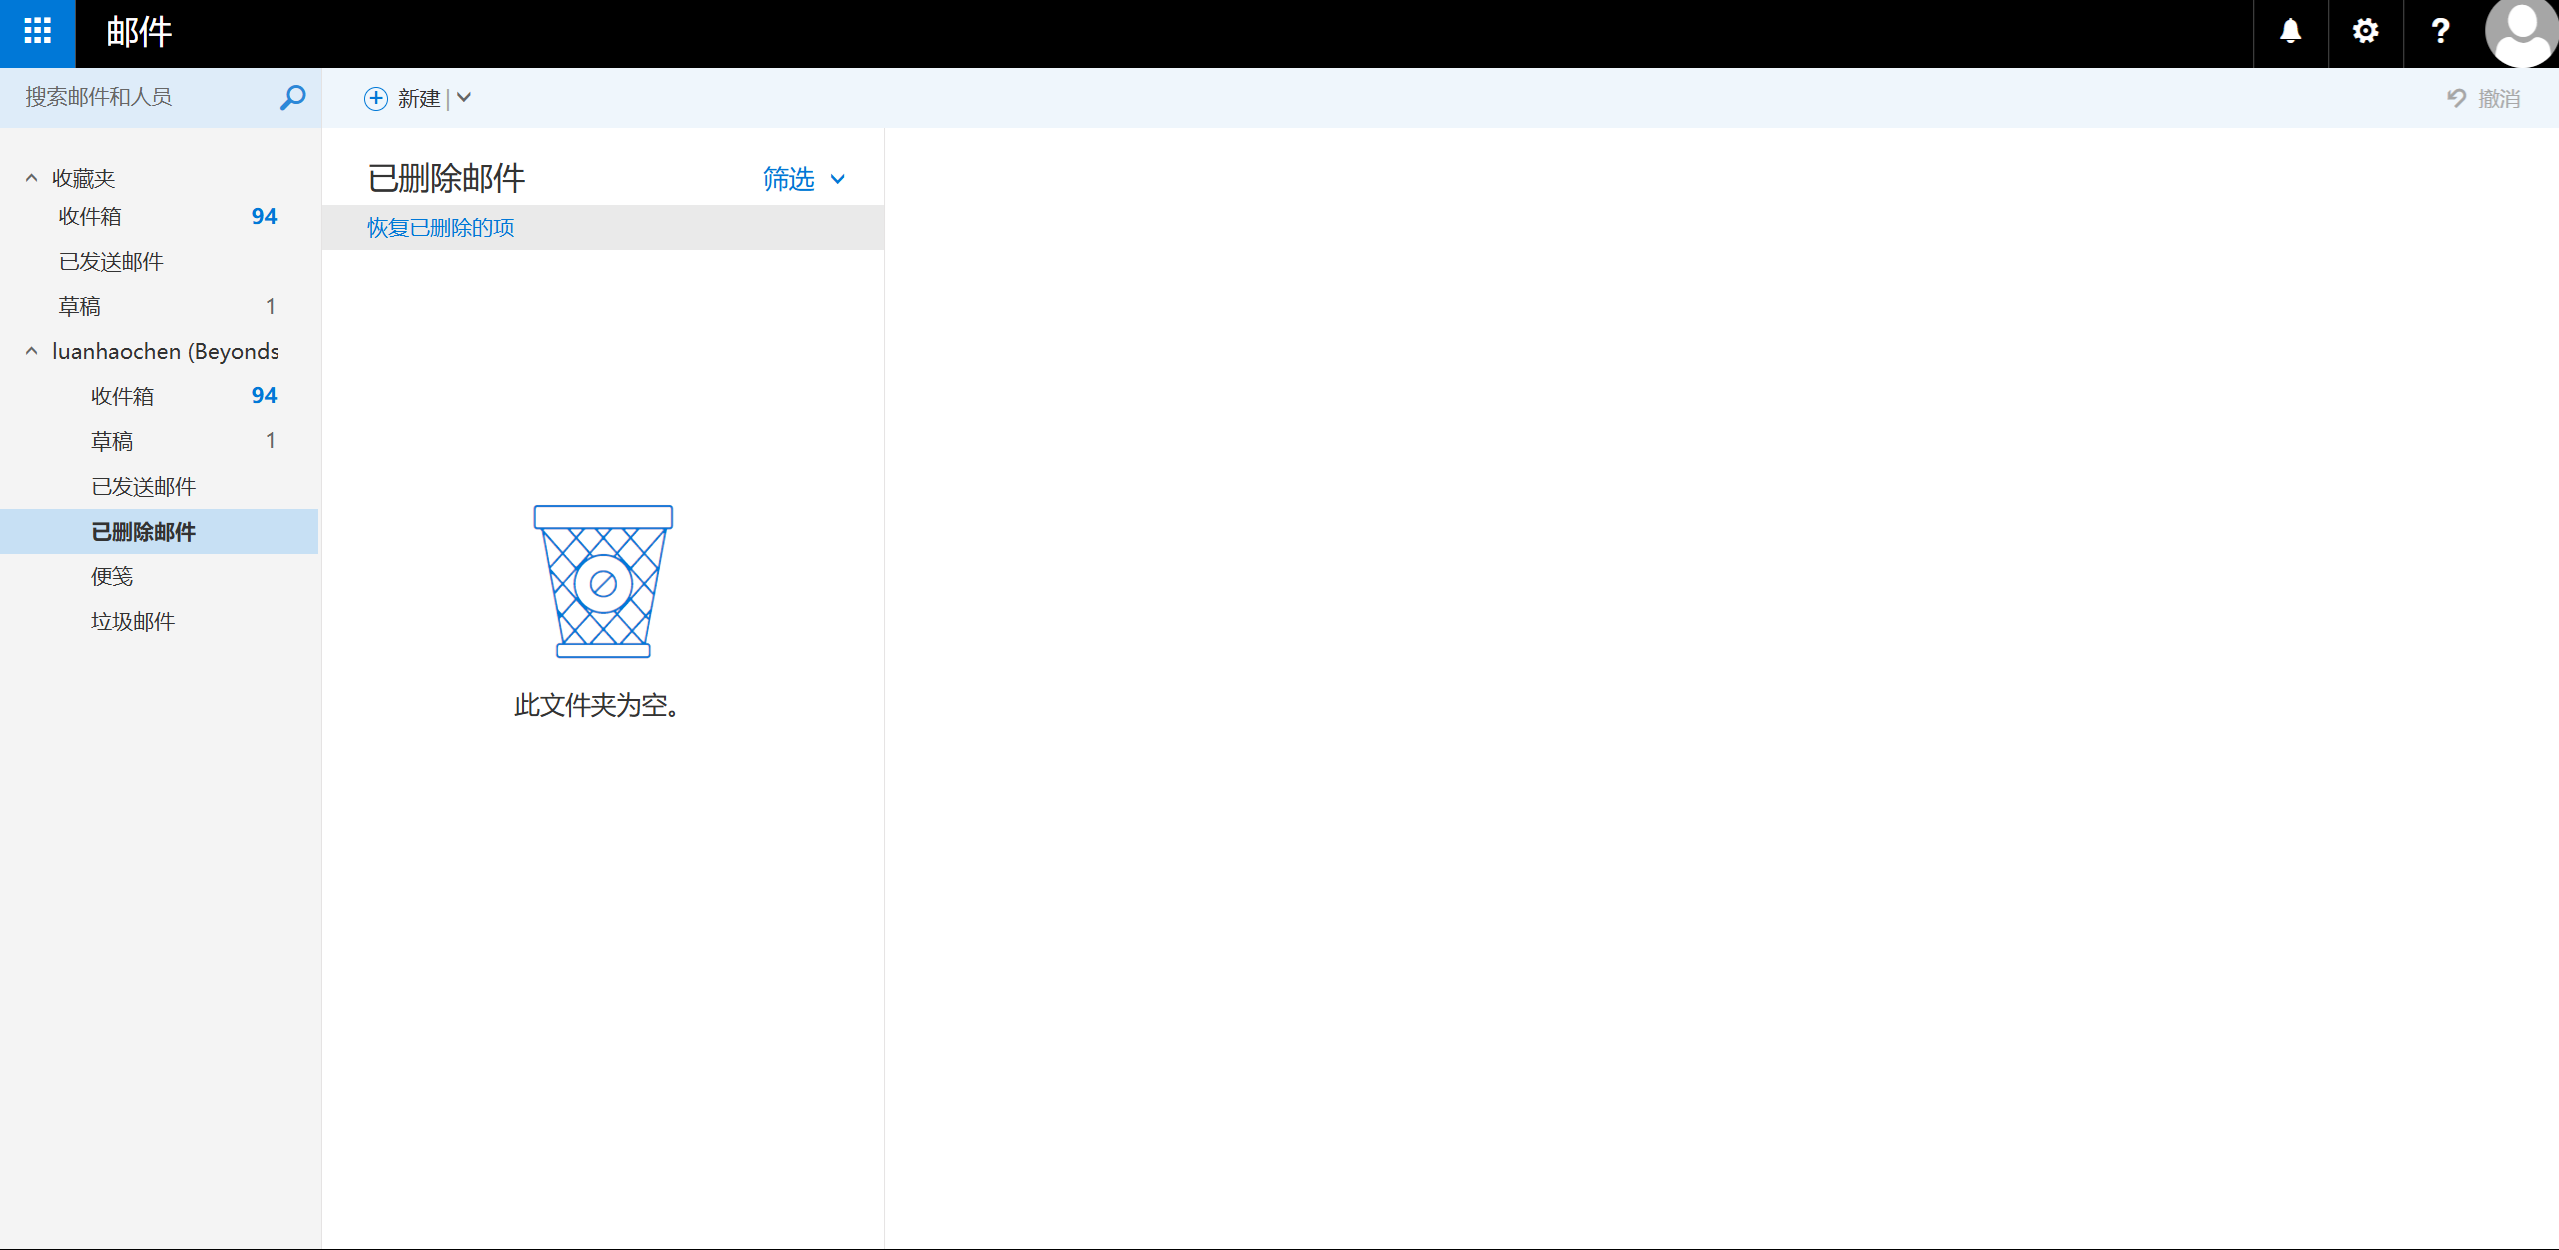 邮件
搜索邮件和人员
新建
撤消
收藏夹
收件箱 94
已发送邮件
草稿 1
luanhaochen (Beyonds
收件箱 94
草稿 1
已发送邮件
已删除邮件
便笺
垃圾邮件
已删除邮件 筛选
恢复已删除的项
此文件夹为空。